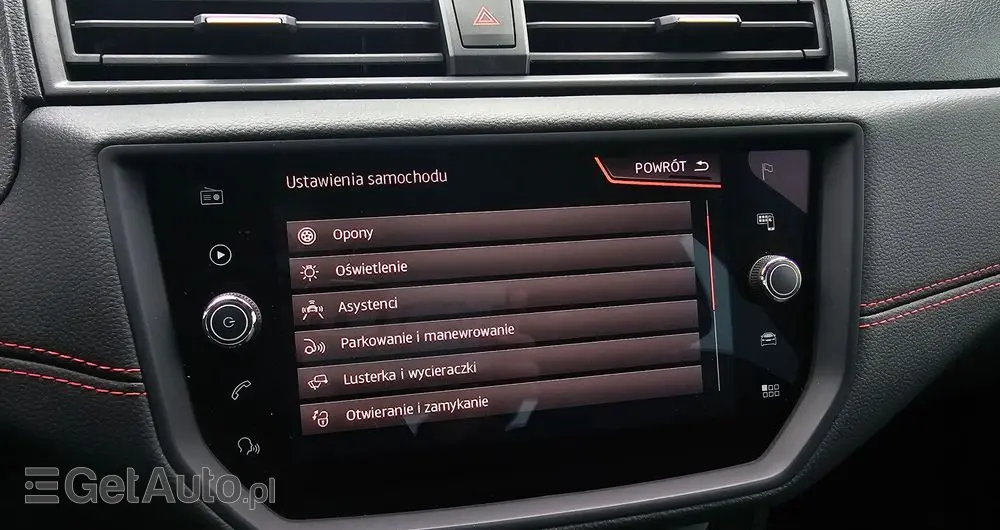 Ustawienia samochodu
POWRÓT
Opony
Oświetlenie
Asystenci
Parkowanie i manewrowanie
Lusterka i wycieraczki
Otwieranie i zamykanie
GetAuto.pl